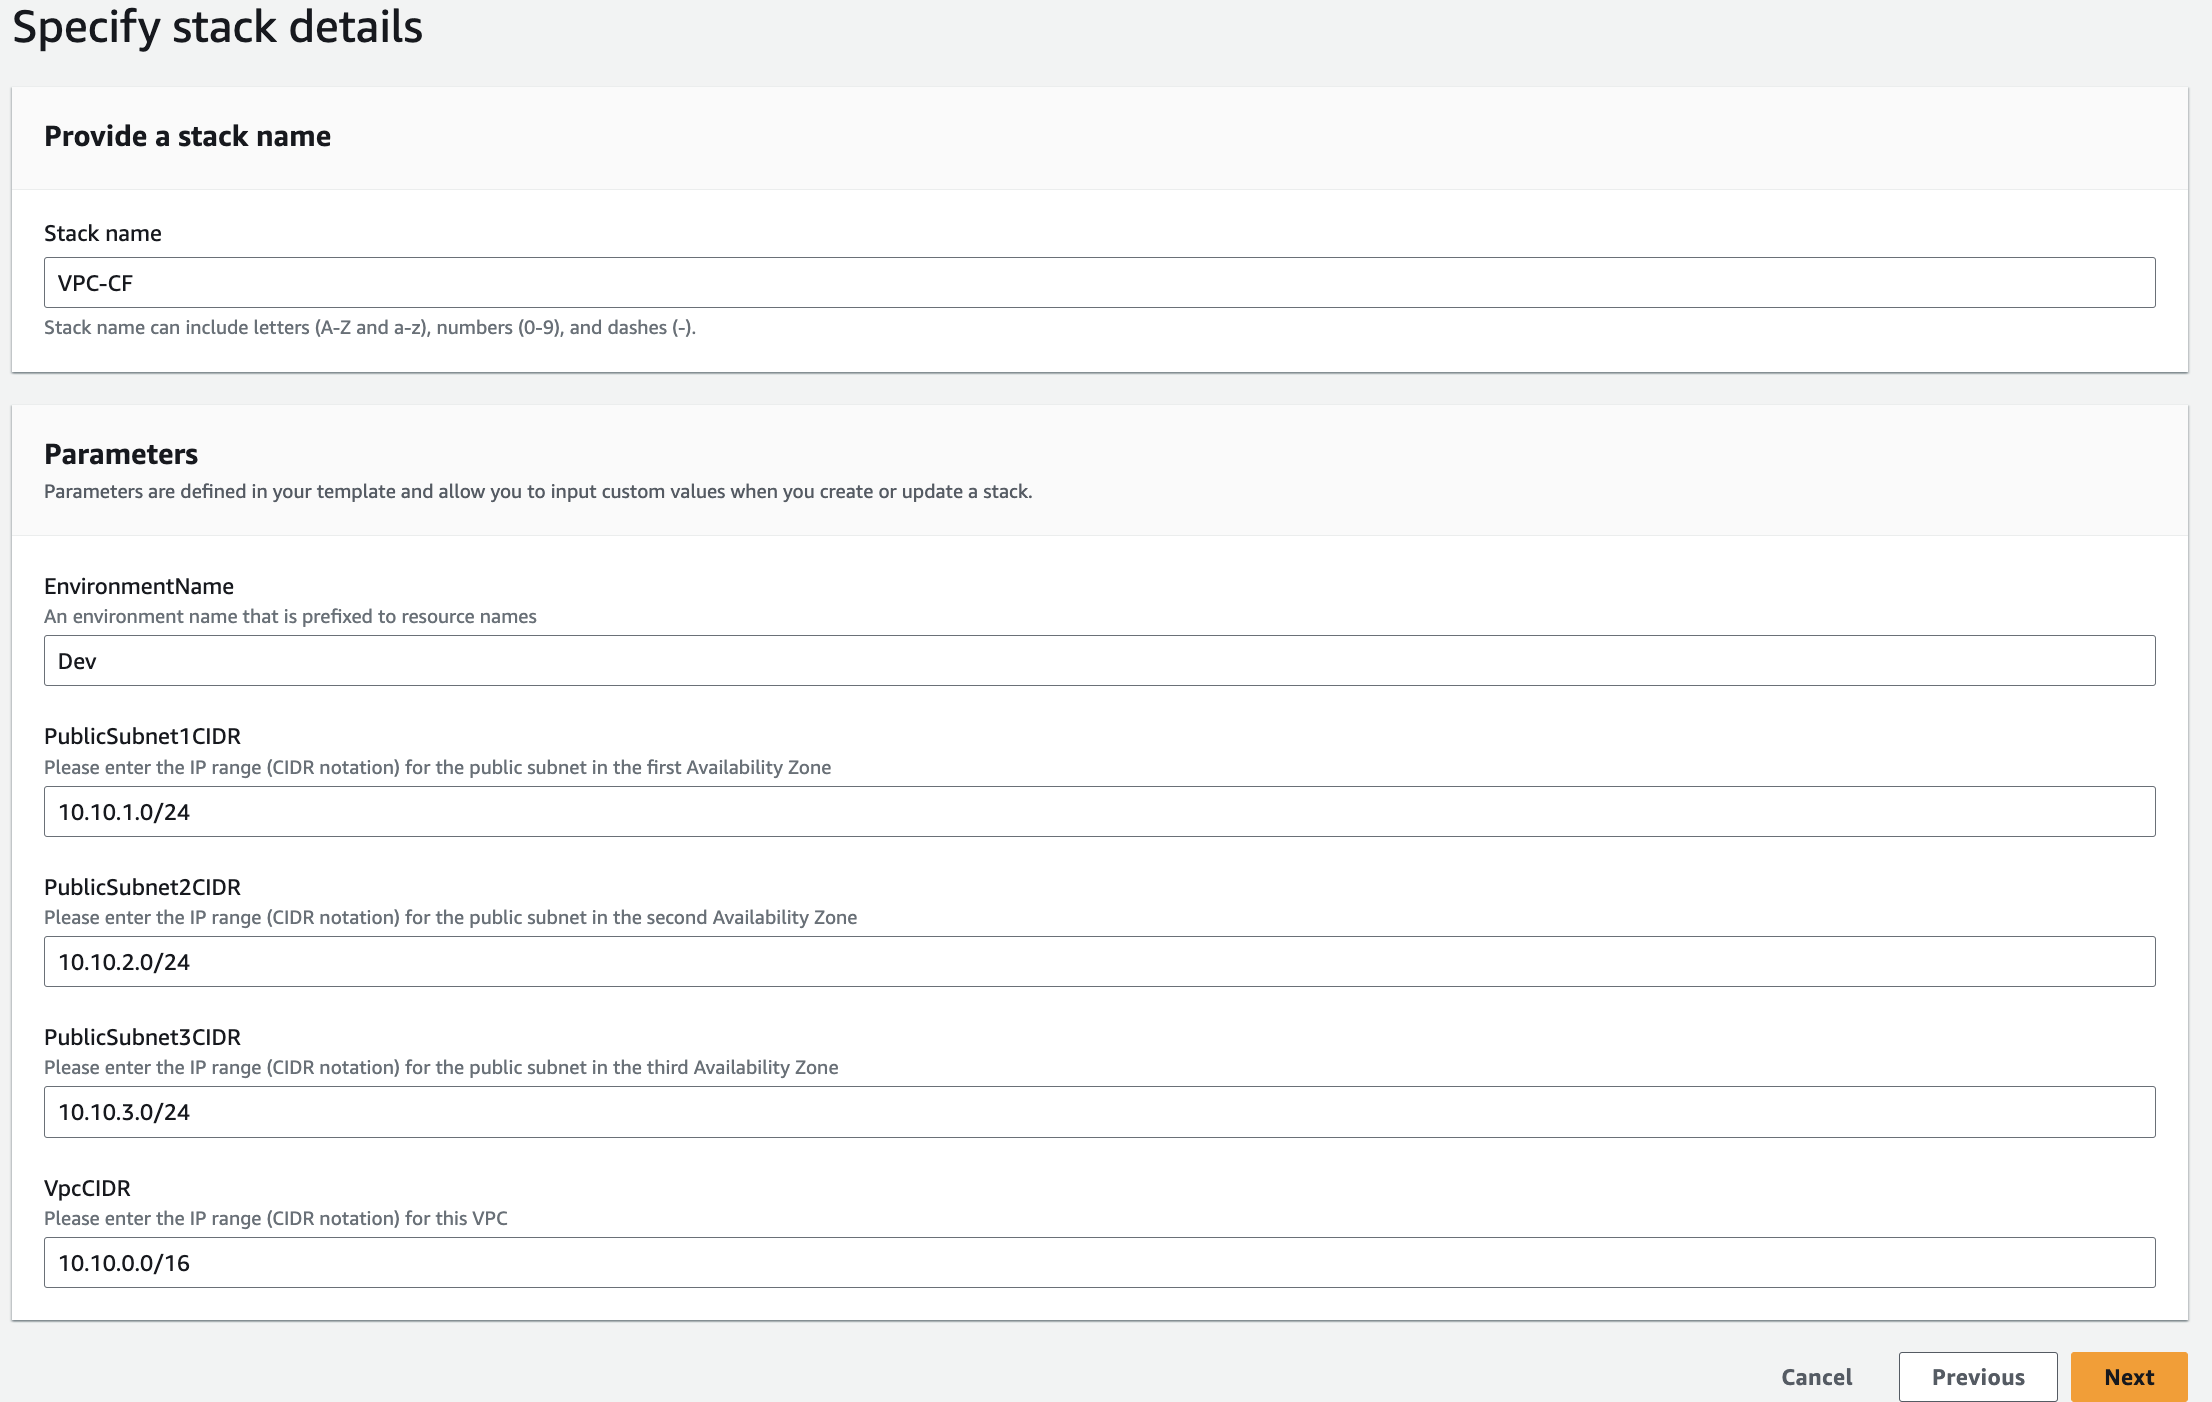 Specify stack details
Provide a stack name
Stack name
VPC-CF
Stack name can include letters (A-Z and a-z), numbers (0-9), and dashes (-).
Parameters
Parameters are defined in your template and allow you to input custom values when you create or update a stack.
EnvironmentName
An environment name that is prefixed to resource names
Dev
PublicSubnet1CIDR
Please enter the IP range (CIDR notation) for the public subnet in the first Availability Zone
10.10.1.0/24
PublicSubnet2CIDR
Please enter the IP range (CIDR notation) for the public subnet in the second Availability Zone
10.10.2.0/24
PublicSubnet3CIDR
Please enter the IP range (CIDR notation) for the public subnet in the third Availability Zone
10.10.3.0/24
VpcCIDR
Please enter the IP range (CIDR notation) for this VPC
10.10.0.0/16
Cancel Previous Next